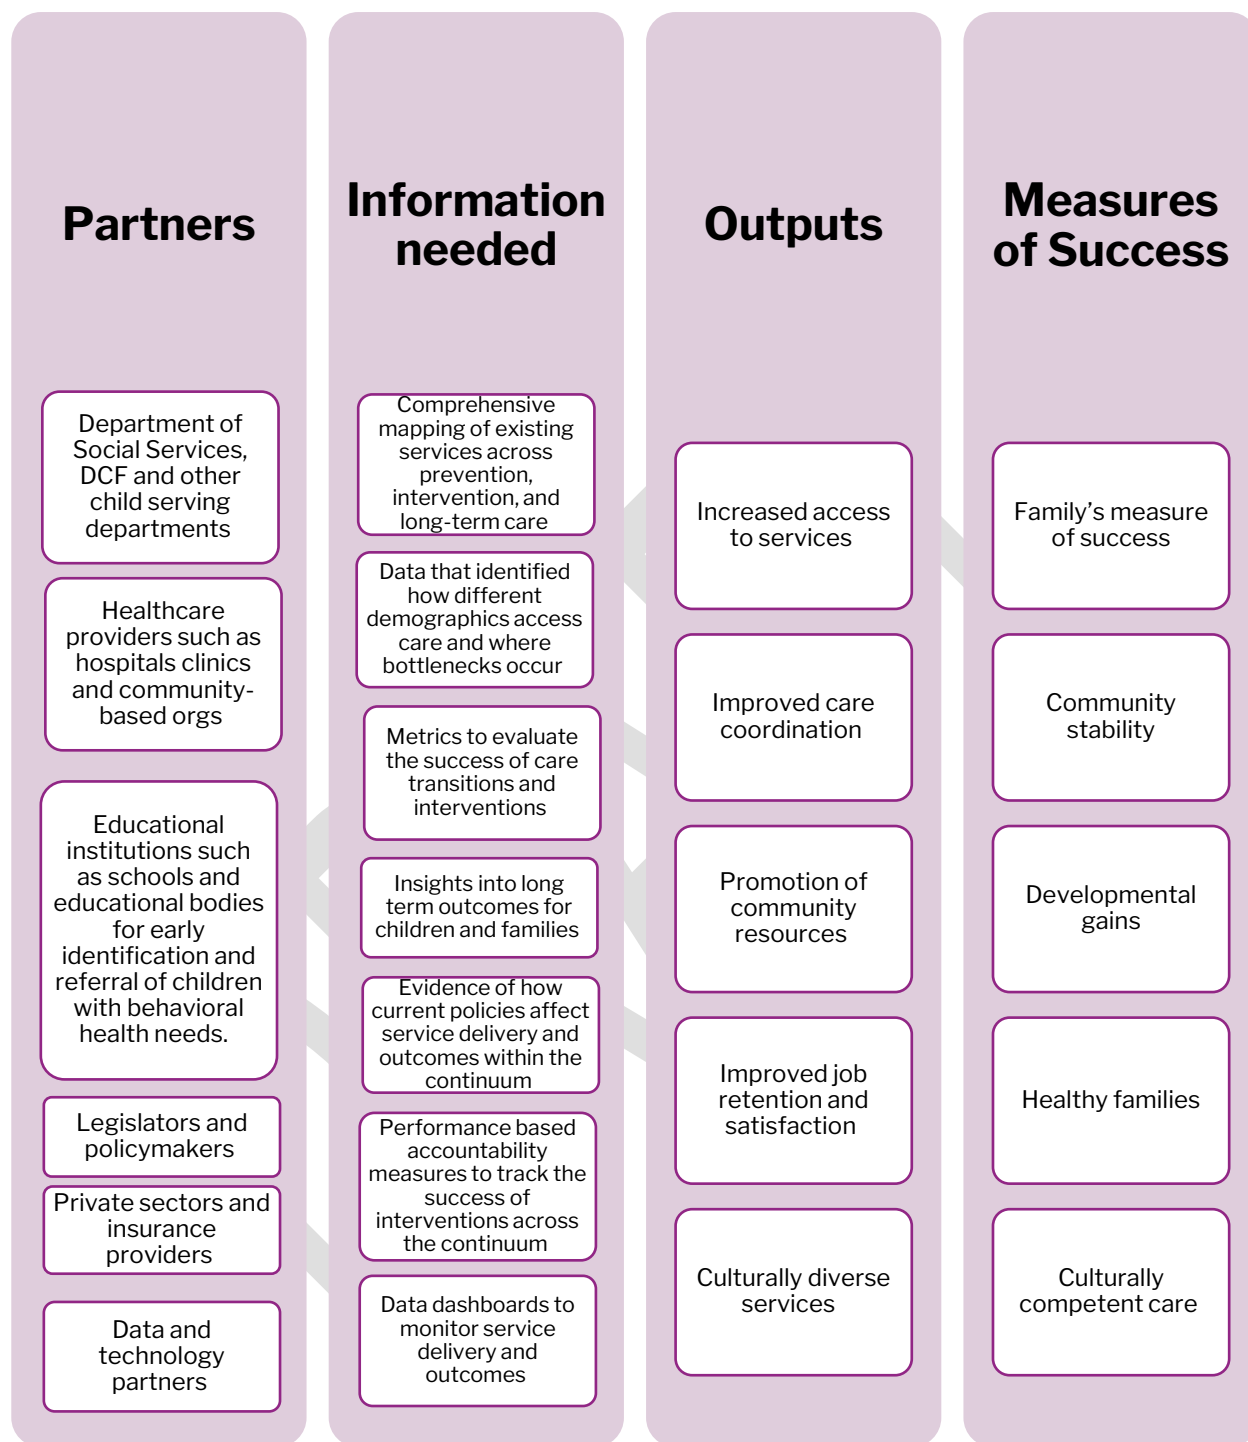 Partners
Department of
Social Services,
DCF and other
child serving
departments
Healthcare
providers such as
hospitals clinics
and community-
based orgs
Educational
institutions such
as schools and
educational bodies
for early
identification and
referral of children
with behavioral
health needs.
Legislators and
policymakers
Private sectors and
insurance
providers
Data and
technology
partners
Information
needed
Comprehensive
mapping of existing
services across
prevention,
intervention, and
long-term care
Data that identified
how different
demographics access
care and where
bottlenecks occur
Metrics to evaluate
the success of care
transitions and
interventions
Insights into long
term outcomes for
children and families
Evidence of how
current policies affect
service delivery and
outcomes within the
continuum
Performance based
accountability
measures to track the
success of
interventions across
the continuum
Data dashboards to
monitor service
delivery and
outcomes
Outputs
Increased access
to services
Improved care
coordination
Promotion of
community
resources
Improved job
retention and
satisfaction
Culturally diverse
services
Measures
of Success
Family’s measure
of success
Community
stability
Developmental
gains
Healthy families
Culturally
competent care